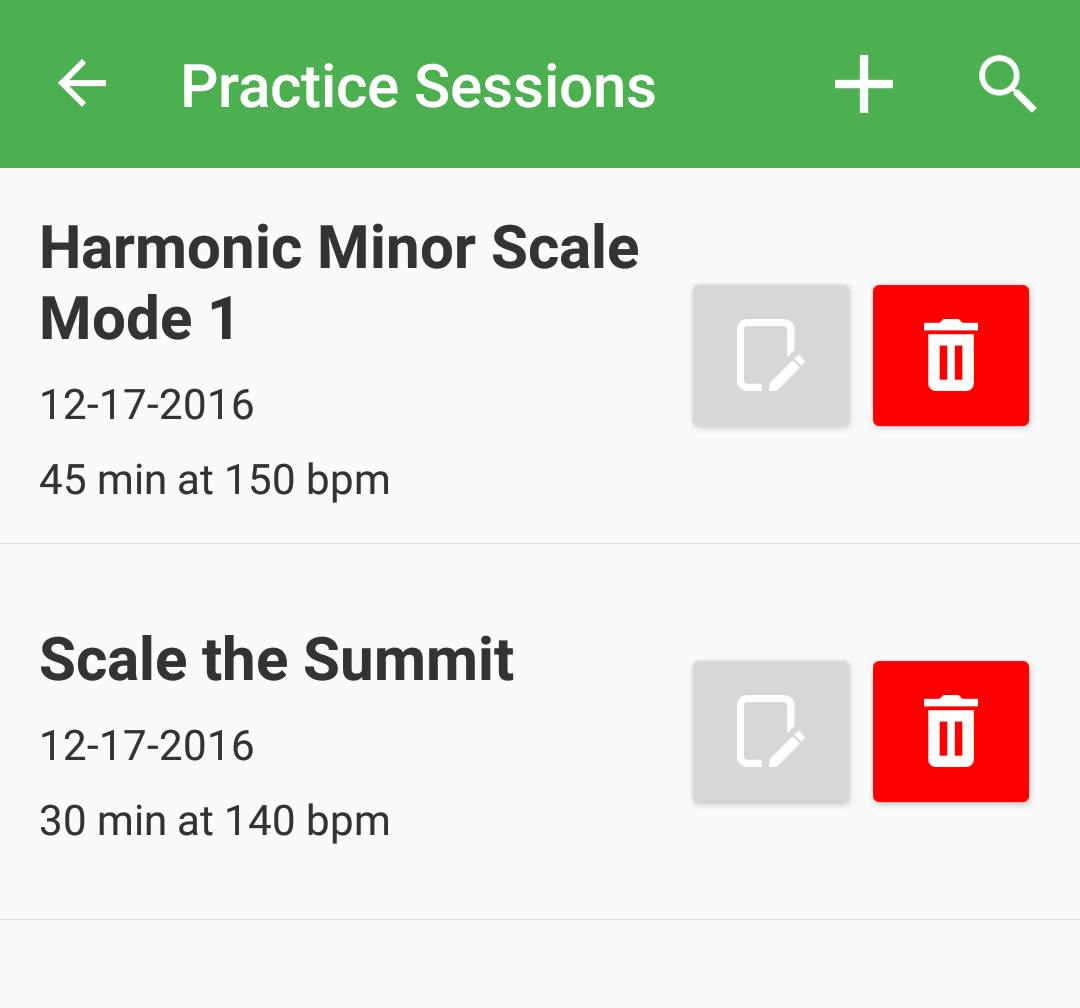 Practice Sessions
Harmonic Minor Scale
Mode 1
12-17-2016
45 min at 150 bpm
Scale the Summit
12-17-2016
30 min at 140 bpm